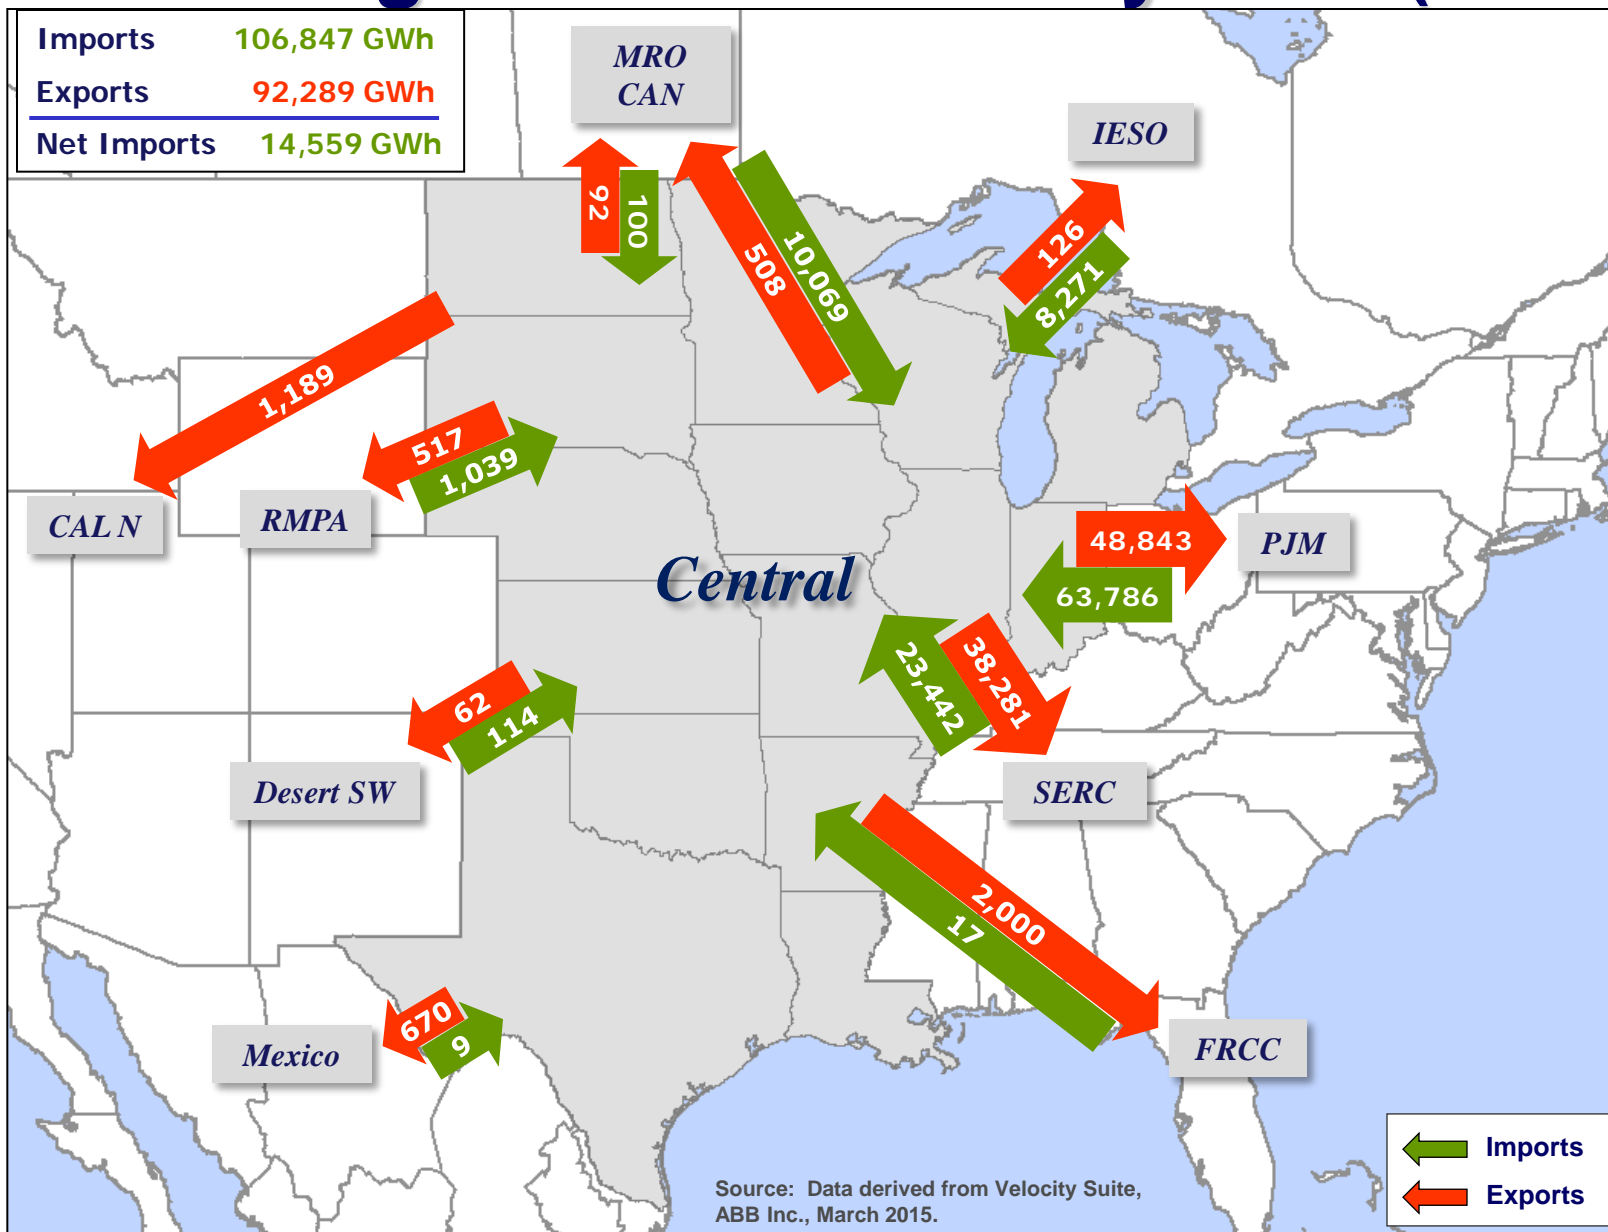 Imports 106,847 GWh
Exports 92,289 GWh
Net Imports 14,559 GWh
MRO
CAN
IESO
92
100
508
10,069
126
8,271
1,189
517
1,039
CAL N
RMPA
48,843
PJM
63,786
Central
23,442
38,281
62
114
Desert SW
SERC
2,000
17
670
9
Mexico
FRCC
Imports
Exports
Source: Data derived from Velocity Suite,
ABB Inc., March 2015.